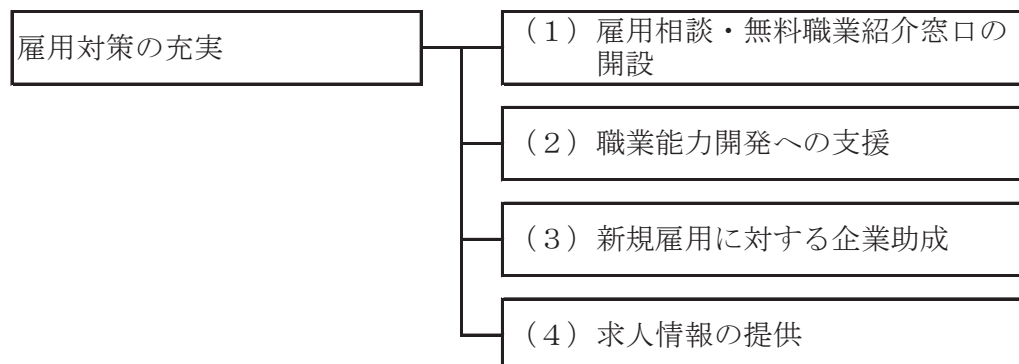 雇用対策の充実
（１）雇用相談・無料職業紹介窓口の
開設
（２）職業能力開発への支援
（３）新規雇用に対する企業助成
（４）求人情報の提供